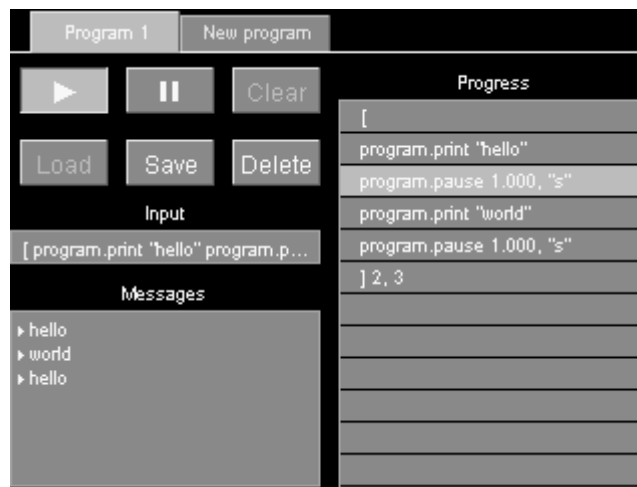 Program 1
New program
Clear
Load
Save
Delete
Input
[ program.print "hello" program.p...
Messages
hello
world
hello
Progress
[
program.print "hello"
program.pause 1.000, "s"
program.print "world"
program.pause 1.000, "s"
] 2, 3